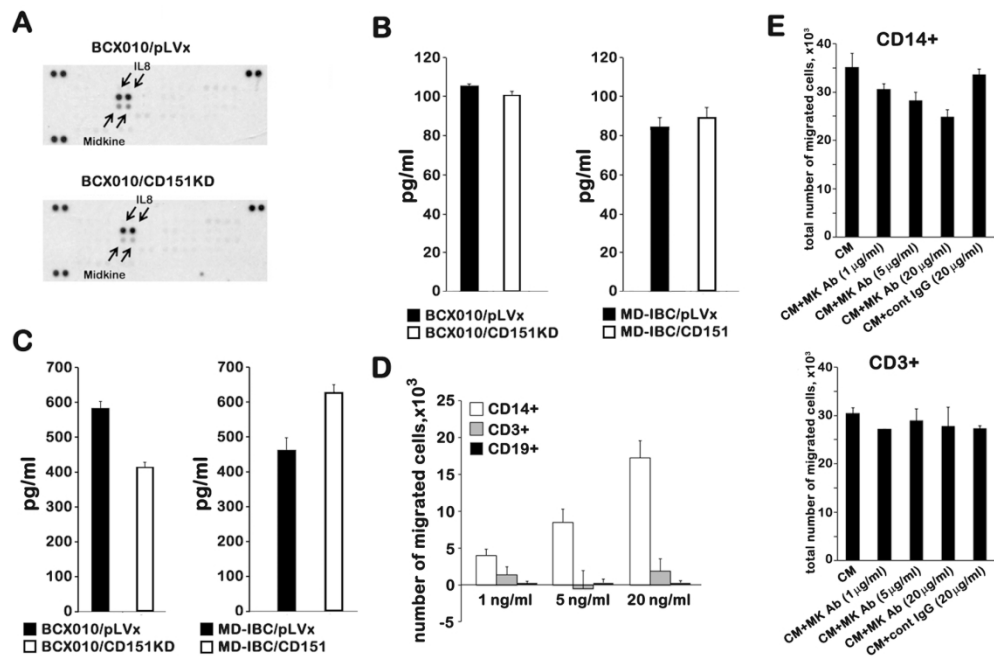 A
BCX010/pLVx
IL8
Midkine
BCX010/CD151KD
IL8
Midkine
B
120
100
80
60
40
20
0
pg/ml
BCX010/pLVx
BCX010/CD151KD
120
100
80
60
40
20
0
pg/ml
MD-IBC/pLVx
MD-IBC/CD151
C
700
600
500
400
300
200
100
0
pg/ml
BCX010/pLVx
BCX010/CD151KD
700
600
500
400
300
200
100
0
pg/ml
MD-IBC/pLVx
MD-IBC/CD151
D
number of migrated cells,x10³
25
20
15
10
5
0
-5
CD14+
CD3+
CD19+
1 ng/ml 5 ng/ml 20 ng/ml
E
CD14+
total number of migrated cells, x10³
40
30
20
10
0
CM
CM+MK Ab (1 µg/ml)
CM+MK Ab (5 µg/ml)
CM+MK Ab (20 µg/ml)
CM+cont IgG (20 µg/ml)
CD3+
total number of migrated cells, x10³
40
30
20
10
0
CM
CM+MK Ab (1µg/ml)
CM+MK Ab (5µg/ml)
CM+MK Ab (20 µg/ml)
CM+cont IgG (20µg/ml)